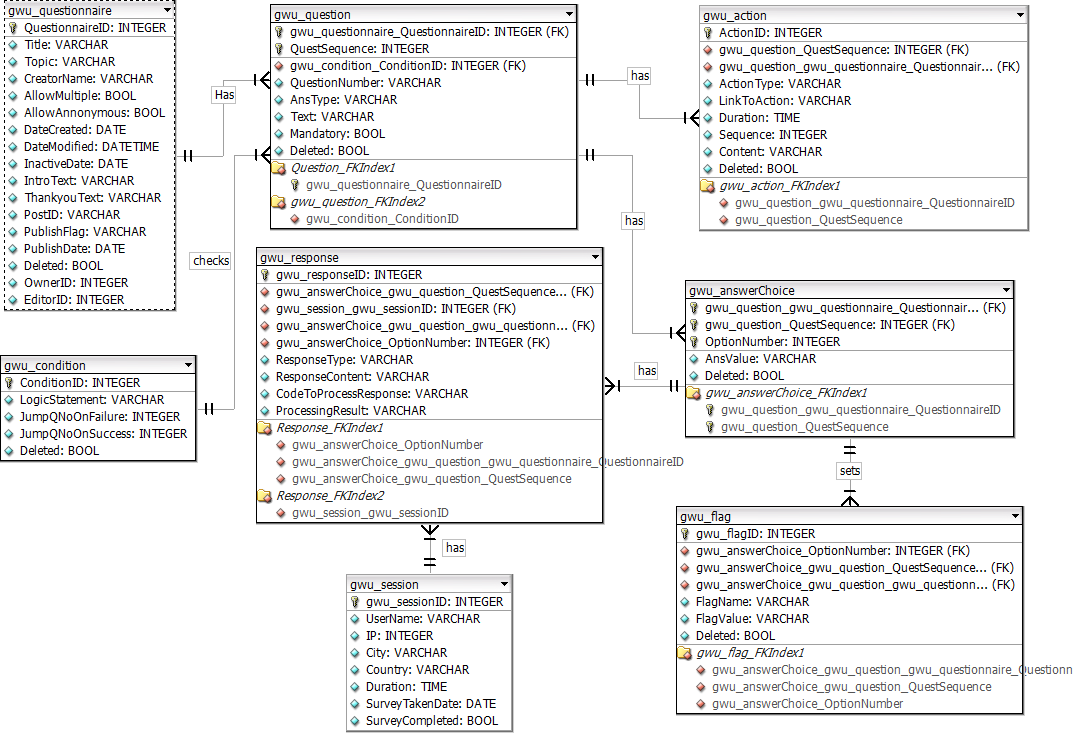 gwu_questionnaire
QuestionnaireID: INTEGER
Title: VARCHAR
Topic: VARCHAR
CreatorName: VARCHAR
AllowMultiple: BOOL
AllowAnnonymous: BOOL
DateCreated: DATE
DateModified: DATETIME
InactiveDate: DATE
IntroText: VARCHAR
ThankyouText: VARCHAR
PostID: VARCHAR
PublishFlag: VARCHAR
PublishDate: DATE
Deleted: BOOL
OwnerID: INTEGER
EditorID: INTEGER
Has
checks
gwu_condition
ConditionID: INTEGER
LogicStatement: VARCHAR
JumpQNoOnFailure: INTEGER
JumpQNoOnSuccess: INTEGER
Deleted: BOOL
gwu_question
gwu_questionnaire_QuestionnaireID: INTEGER (FK)
QuestSequence: INTEGER
gwu_condition_ConditionID: INTEGER (FK)
QuestionNumber: VARCHAR
AnsType: VARCHAR
Text: VARCHAR
Mandatory: BOOL
Deleted: BOOL
Question_FKIndex1
gwu_questionnaire_QuestionnaireID
gwu_question_FKIndex2
gwu_condition_ConditionID
has
has
gwu_action
ActionID: INTEGER
gwu_question_QuestSequence: INTEGER (FK)
gwu_question_gwu_questionnaire_Questionnair... (FK)
ActionType: VARCHAR
LinkToAction: VARCHAR
Duration: TIME
Sequence: INTEGER
Content: VARCHAR
Deleted: BOOL
gwu_action_FKIndex1
gwu_question_gwu_questionnaire_QuestionnaireID
gwu_question_QuestSequence
gwu_response
gwu_responseID: INTEGER
gwu_answerChoice_gwu_question_QuestSequence... (FK)
gwu_session_gwu_sessionID: INTEGER (FK)
gwu_answerChoice_gwu_question_gwu_questionn... (FK)
gwu_answerChoice_OptionNumber: INTEGER (FK)
ResponseType: VARCHAR
ResponseContent: VARCHAR
CodeToProcessResponse: VARCHAR
ProcessingResult: VARCHAR
Response_FKIndex1
gwu_answerChoice_OptionNumber
gwu_answerChoice_gwu_question_gwu_questionnaire_QuestionnaireID
gwu_answerChoice_gwu_question_QuestSequence
Response_FKIndex2
gwu_session_gwu_sessionID
has
gwu_answerChoice
gwu_question_gwu_questionnaire_Questionnair... (FK)
gwu_question_QuestSequence: INTEGER (FK)
OptionNumber: INTEGER
AnsValue: VARCHAR
Deleted: BOOL
gwu_answerChoice_FKIndex1
gwu_question_gwu_questionnaire_QuestionnaireID
gwu_question_QuestSequence
sets
has
gwu_session
gwu_sessionID: INTEGER
UserName: VARCHAR
IP: INTEGER
City: VARCHAR
Country: VARCHAR
Duration: TIME
SurveyTakenDate: DATE
SurveyCompleted: BOOL
gwu_flag
gwu_flagID: INTEGER
gwu_answerChoice_OptionNumber: INTEGER (FK)
gwu_answerChoice_gwu_question_QuestSequence... (FK)
gwu_answerChoice_gwu_question_gwu_questionn... (FK)
FlagName: VARCHAR
FlagValue: VARCHAR
Deleted: BOOL
gwu_flag_FKIndex1
gwu_answerChoice_gwu_question_gwu_questionnaire_Questionn
gwu_answerChoice_gwu_question_QuestSequence
gwu_answerChoice_OptionNumber